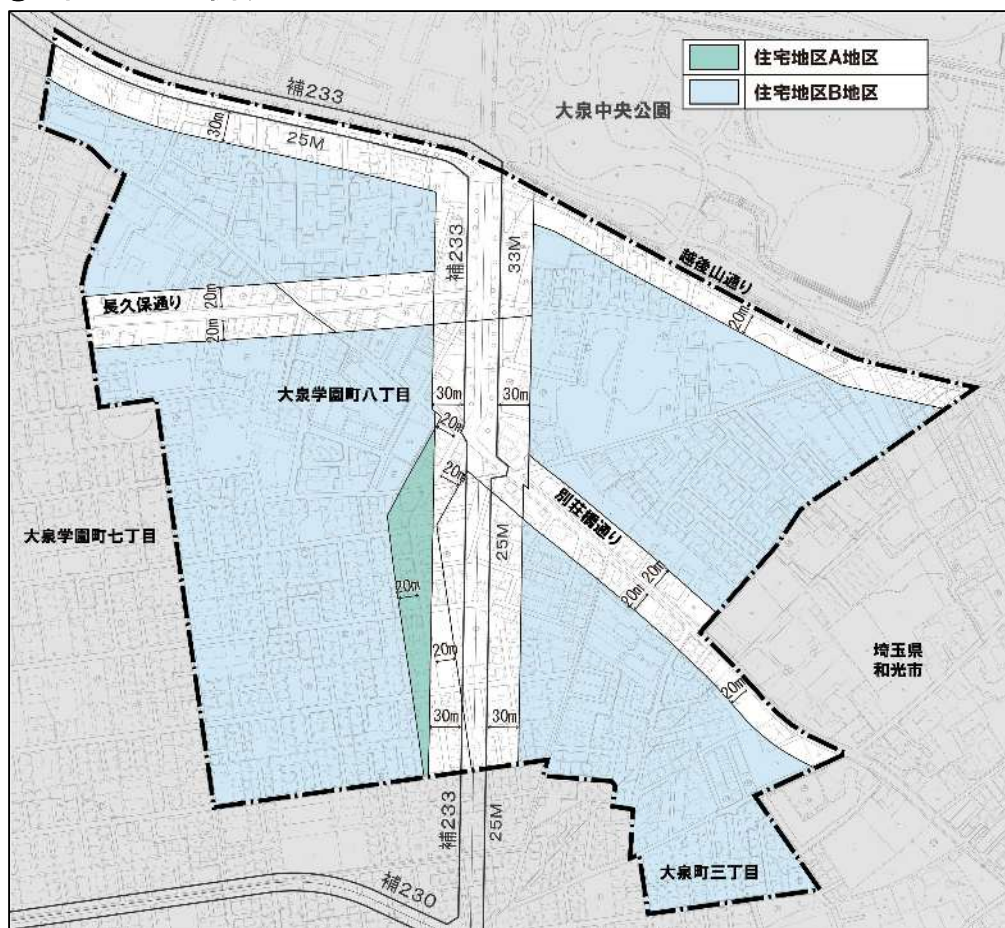 住宅地区A地区
住宅地区B地区
補233
大泉中央公園
30m
25M
補233
33M
越後山通り
20m
長久保通り
20m
20m
大泉学園町八丁目
30m
30m
20m
20m
別荘橋通り
大泉学園町七丁目
25M
20m
20m
20m
埼玉県
和光市
20m
20m
30m
30m
補233
25M
大泉町三丁目
補230